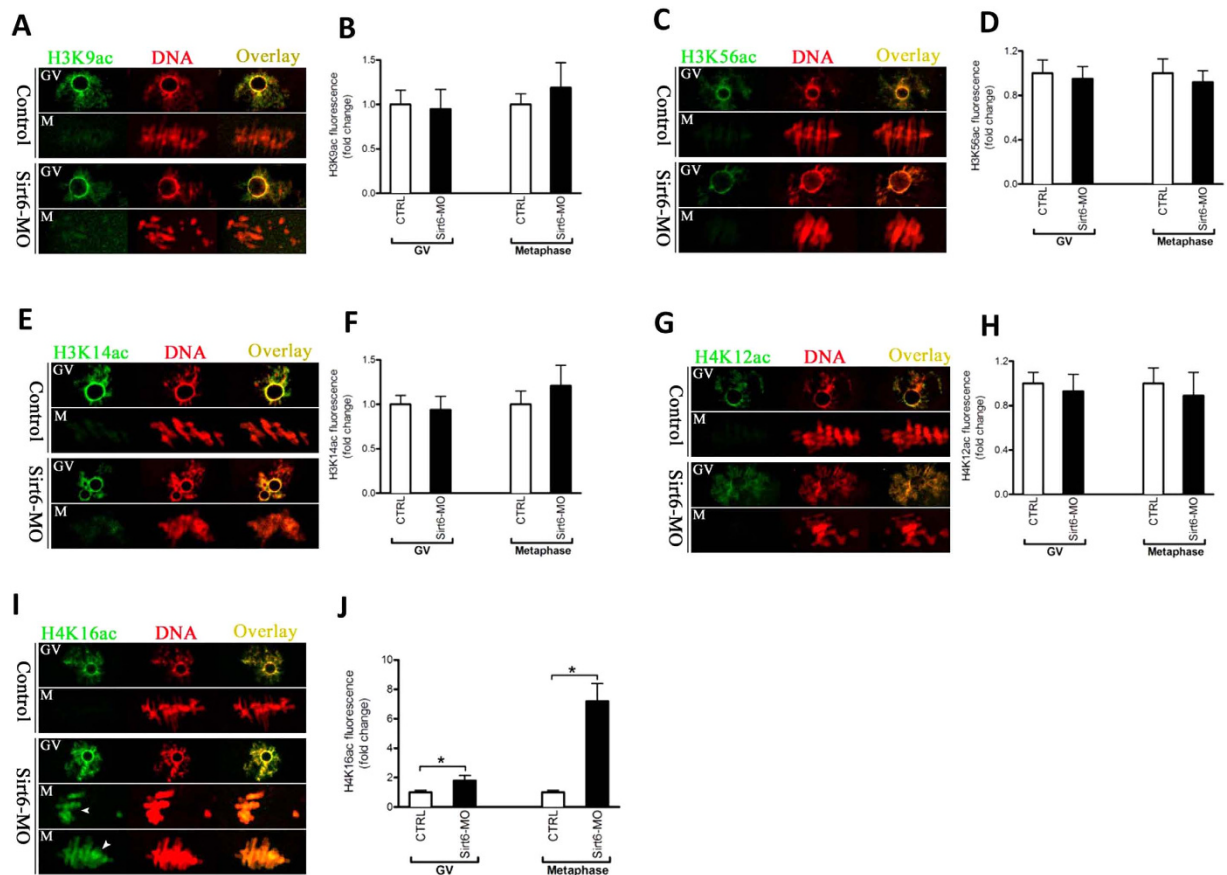 A
H3K9ac DNA Overlay
Control
GV
M
Sirt6-MO
GV
M
B
H3K9ac fluorescence
(fold change)
1.5
1.0
0.5
0.0
CTRL
Sirt6-MO
CTRL
Sirt6-MO
GV
Metaphase
C
H3K56ac DNA Overlay
Control
GV
M
Sirt6-MO
GV
M
D
H3K56ac fluorescence
(fold change)
1.2
0.8
0.4
0.0
CTRL
Sirt6-MO
CTRL
Sirt6-MO
GV
Metaphase
E
H3K14ac DNA Overlay
Control
GV
M
Sirt6-MO
GV
M
F
H3K14ac fluorescence
(fold change)
1.5
1.0
0.5
0.0
CTRL
Sirt6-MO
CTRL
Sirt6-MO
GV
Metaphase
G
H4K12ac DNA Overlay
Control
GV
M
Sirt6-MO
GV
M
H
H4K12ac fluorescence
(fold change)
1.2
0.8
0.4
0.0
CTRL
Sirt6-MO
CTRL
Sirt6-MO
GV
Metaphase
I
H4K16ac DNA Overlay
Control
GV
M
Sirt6-MO
GV
M
M
J
H4K16ac fluorescence
(fold change)
10
8
6
4
2
0
*
*
CTRL
Sirt6-MO
CTRL
Sirt6-MO
GV
Metaphase